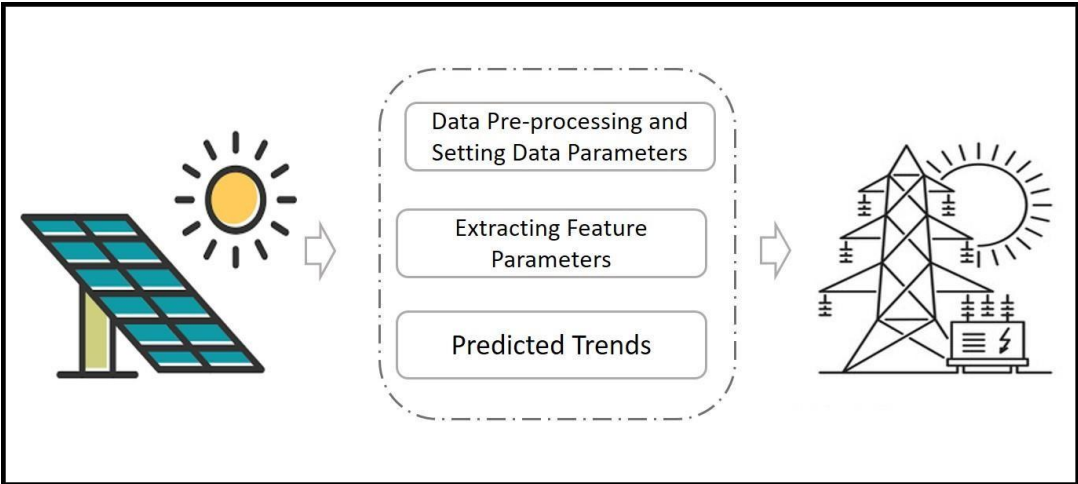 Data Pre-processing and
Setting Data Parameters
Extracting Feature
Parameters
Predicted Trends